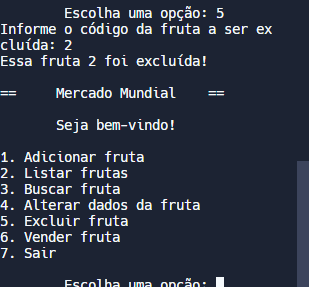 Escolha uma opção: 5
Informe o código da fruta a ser ex
cluída: 2
Essa fruta 2 foi excluída!
==     Mercado Mundial    ==
Seja bem-vindo!
1. Adicionar fruta
2. Listar frutas
3. Buscar fruta
4. Alterar dados da fruta
5. Excluir fruta
6. Vender fruta
7. Sair
Escolha uma opção: